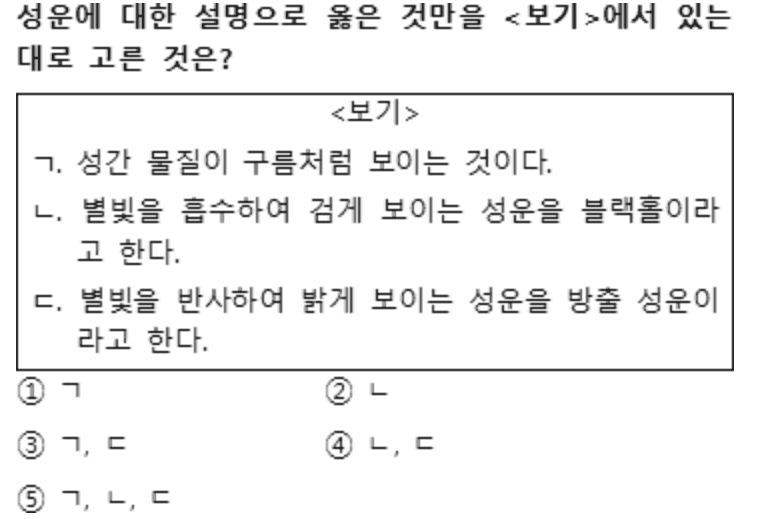 성운에 대한 설명으로 옳은 것만을 <보기>에서 있는
대로 고른 것은?
<보기>
ㄱ. 성간 물질이 구름처럼 보이는 것이다.
ㄴ. 별빛을 흡수하여 검게 보이는 성운을 블랙홀이라
고 한다.
ㄷ. 별빛을 반사하여 밝게 보이는 성운을 방출 성운이
라고 한다.
① ㄱ ② ㄴ
③ ㄱ, ㄷ ④ ㄴ, ㄷ
⑤ ㄱ, ㄴ, ㄷ